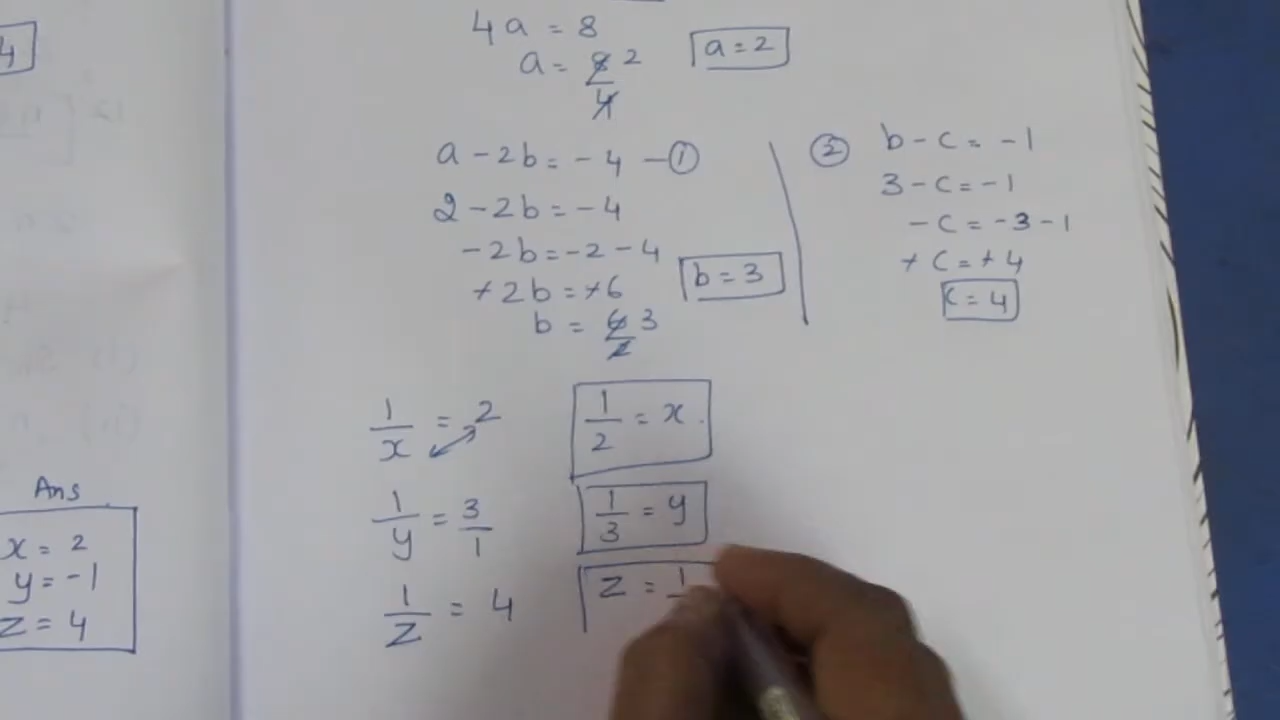 4
Ans
x = 2
y = -1
z = 4
4a = 8
a = 8/4 2
a = 2
a - 2b = -4 - ①
2 - 2b = -4
-2b = -2 - 4
+2b = +6
b = 6/2 3
b = 3
② b - c = -1
3 - c = -1
-c = -3 - 1
+c = +4
c = 4
1/x = 2
1/2 = x
1/y = 3/1
1/3 = y
1/z = 4
z = 1